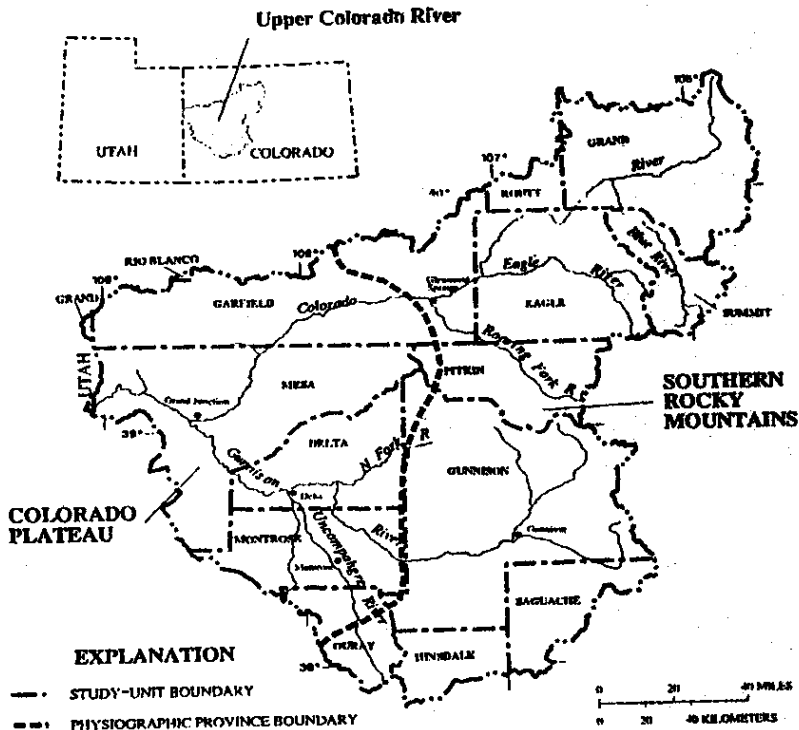 Upper Colorado River
UTAH
COLORADO
108°
GRAND
River
107°
ROUTT
40°
Blue River
RIO BLANCO
109°
108°
Eagle
River
Glenwood Springs
GRAND
GARFIELD
Colorado
EAGLE
SUMMIT
UTAH
Roaring Fork R
PITKIN
MESA
SOUTHERN
ROCKY
MOUNTAINS
Grand Junction
39°
DELTA
N Fork R
GUNNISON
Gunnison
Delta
COLORADO
PLATEAU
River
Gunnison
MONTROSE
Uncompahgre River
Montrose
SAGUACHE
OURAY
HINSDALE
38°
EXPLANATION
STUDY-UNIT BOUNDARY
PHYSIOGRAPHIC PROVINCE BOUNDARY
0 20 40 MILES
0 20 40 KILOMETERS